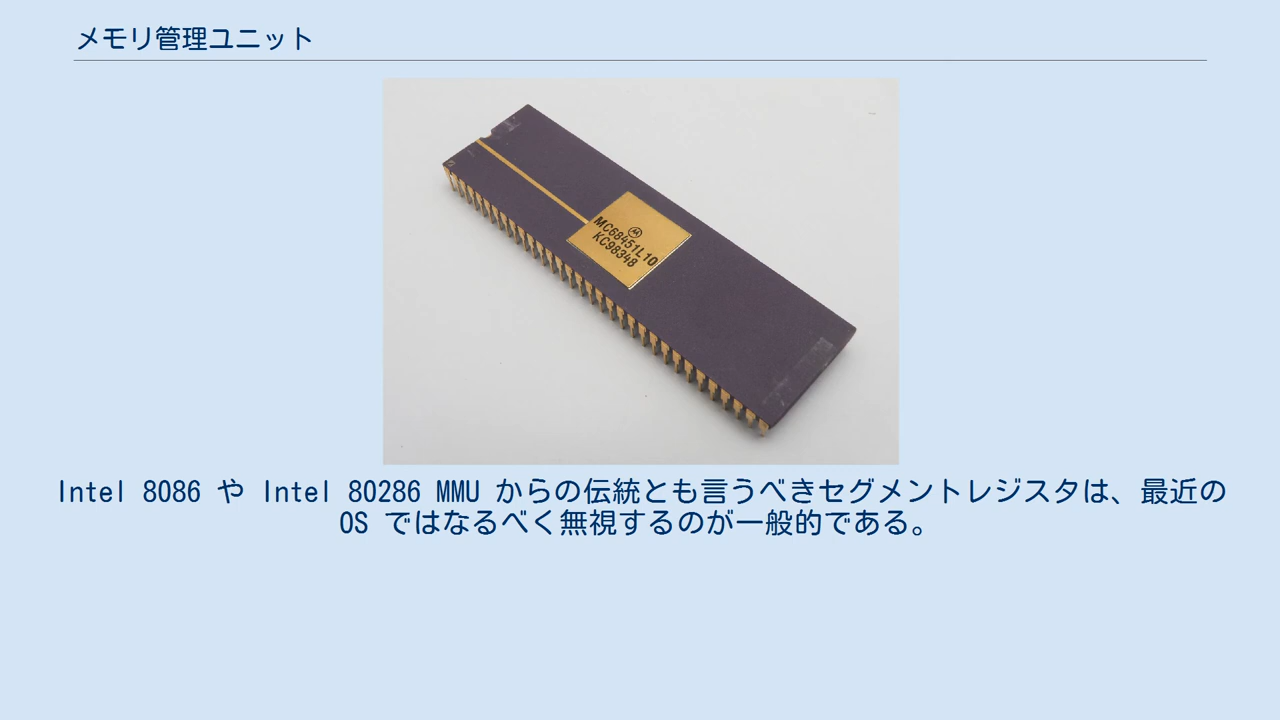 メモリ管理ユニット
MC68451L10
KC98348
Intel 8086 や Intel 80286 MMU からの伝統とも言うべきセグメントレジスタは、最近の
OS ではなるべく無視するのが一般的である。